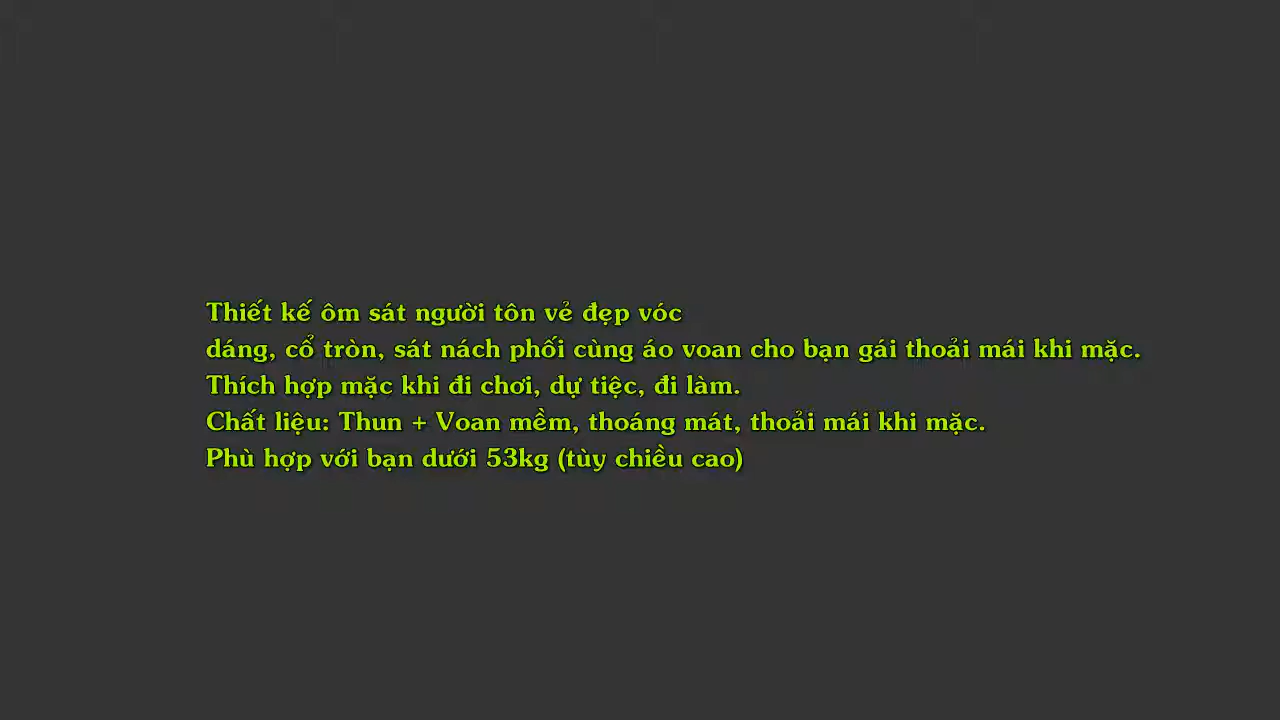 Thiết kế ôm sát người tôn vẻ đẹp vóc
dáng, cổ tròn, sát nách phối cùng áo voan cho bạn gái thoải mái khi mặc.
Thích hợp mặc khi đi chơi, dự tiệc, đi làm.
Chất liệu: Thun + Voan mềm, thoáng mát, thoải mái khi mặc.
Phù hợp với bạn dưới 53kg (tùy chiều cao)